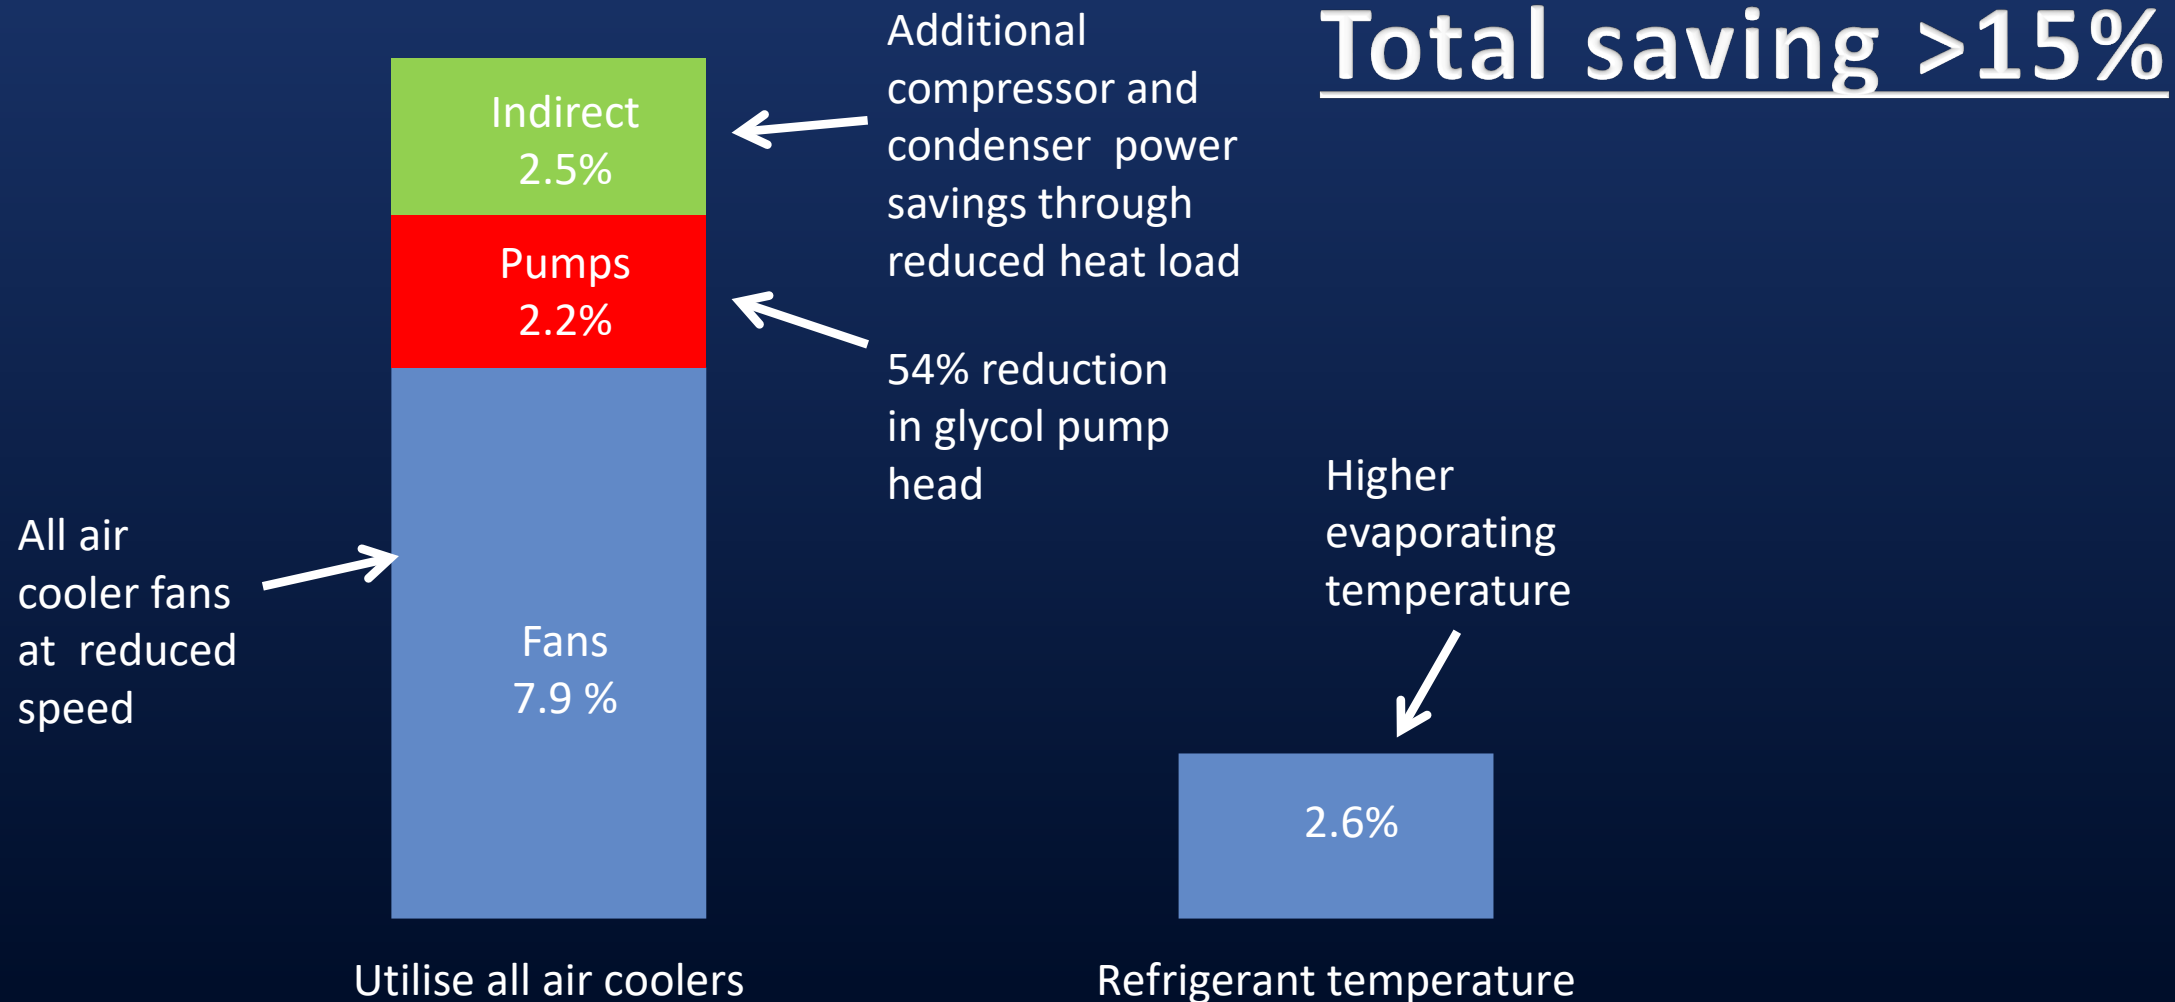 Total saving >15%
Additional
compressor and
condenser  power
savings through
reduced heat load
Indirect
2.5%
Pumps
2.2%
54% reduction
in glycol pump
head
All air
cooler fans
at  reduced
speed
Fans
7.9 %
Higher
evaporating
temperature
2.6%
Utilise all air coolers
Refrigerant temperature